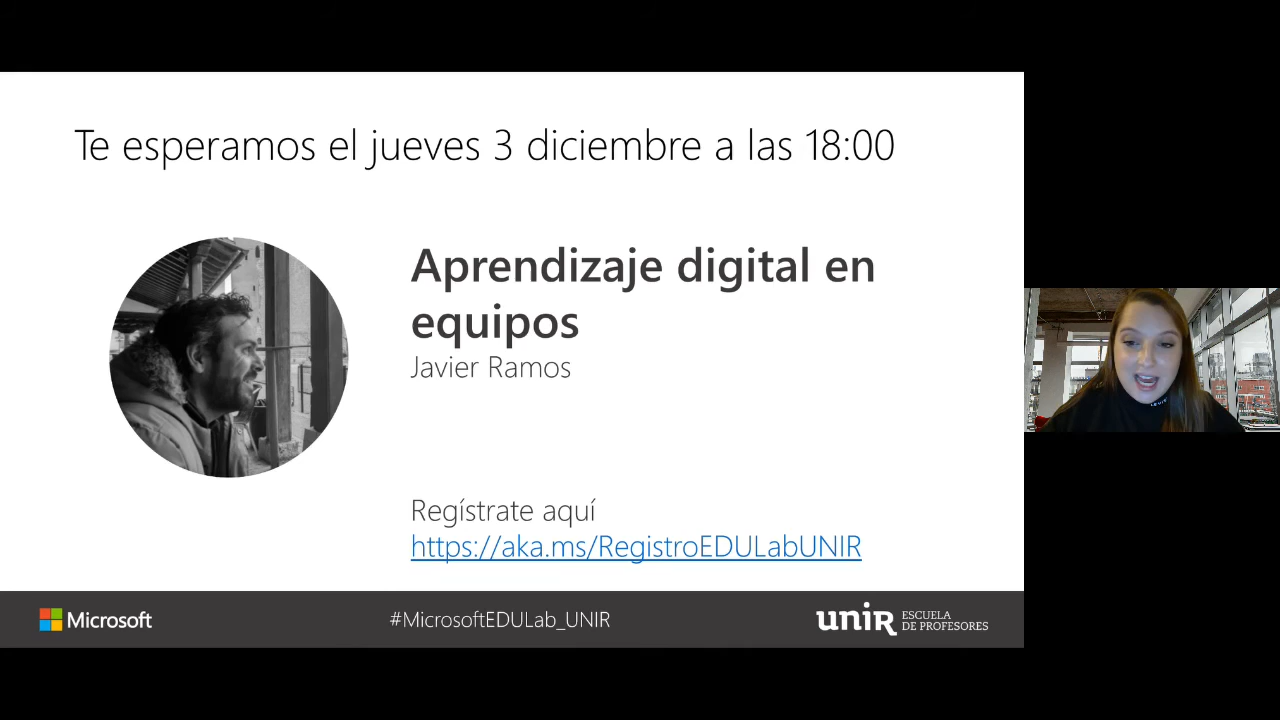 Te esperamos el jueves 3 diciembre a las 18:00
Aprendizaje digital en
equipos
Javier Ramos
Regístrate aquí
https://aka.ms/RegistroEDULabUNIR
Microsoft
#MicrosoftEDULab_UNIR
unir ESCUELA
DE PROFESORES